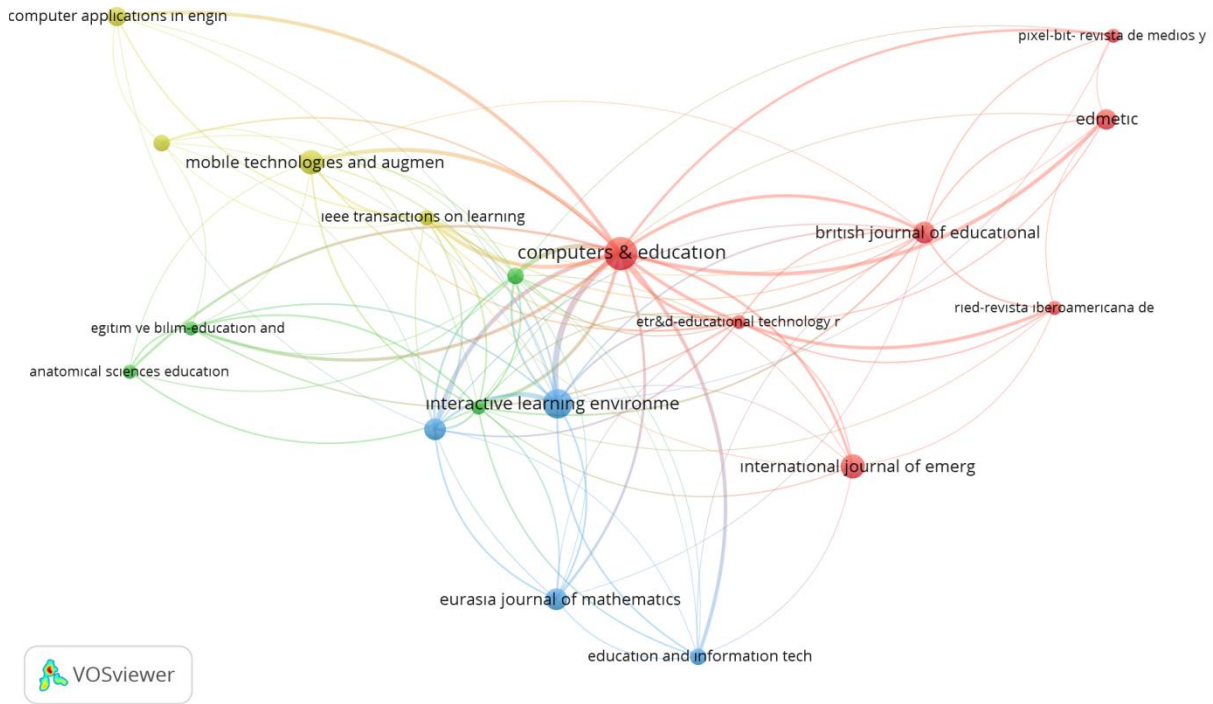 computer applications in engin
pixel-bit- revista de medios y
edmetic
mobile technologies and augmen
ieee transactions on learning
british journal of educational
computers & education
ried-revista iberoamericana de
etr&d-educational technology r
egitim ve bilim-education and
anatomical sciences education
interactive learning environme
international journal of emerg
eurasia journal of mathematics
education and information tech
VOSviewer